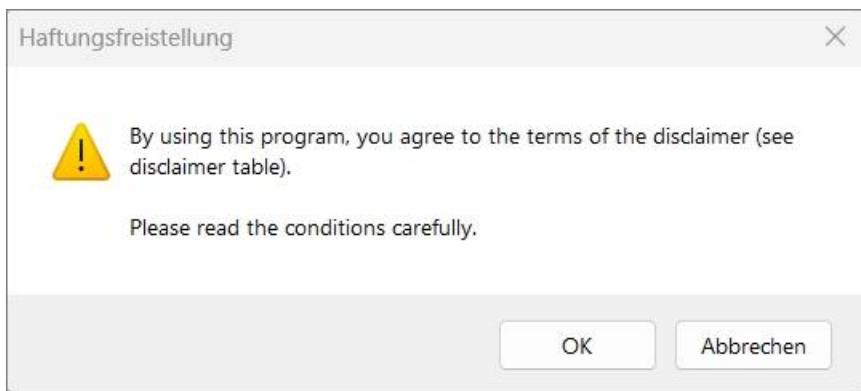 Haftungsfreistellung
By using this program, you agree to the terms of the disclaimer (see
disclaimer table).
Please read the conditions carefully.
OK
Abbrechen